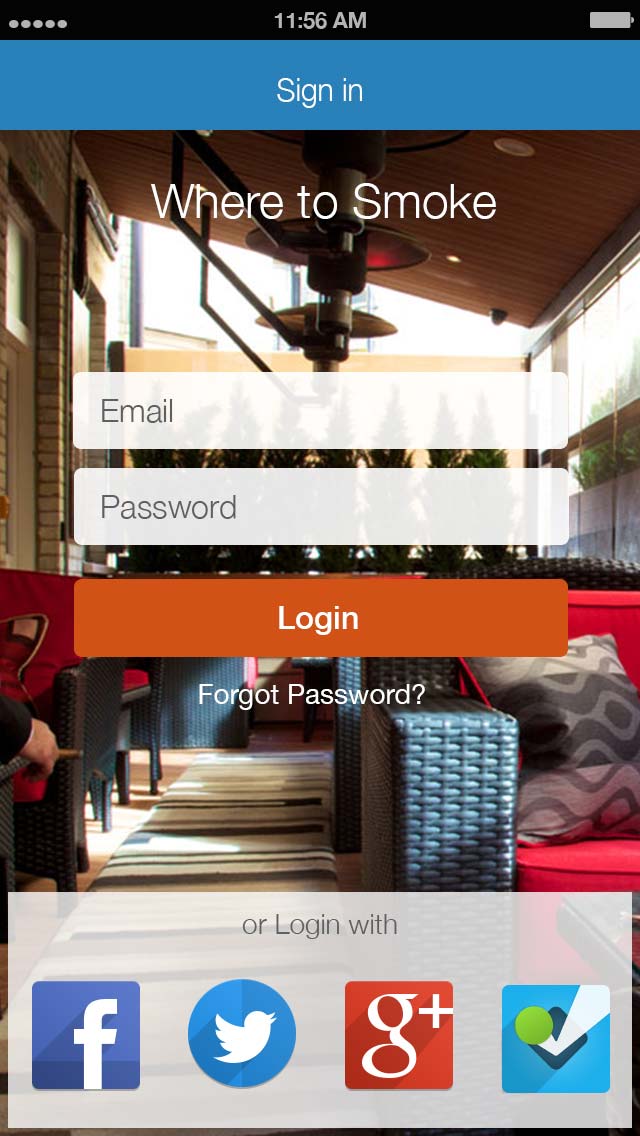 11:56 AM
Sign in
Where to Smoke
Email
Password
Login
Forgot Password?
or Login with
f
g+